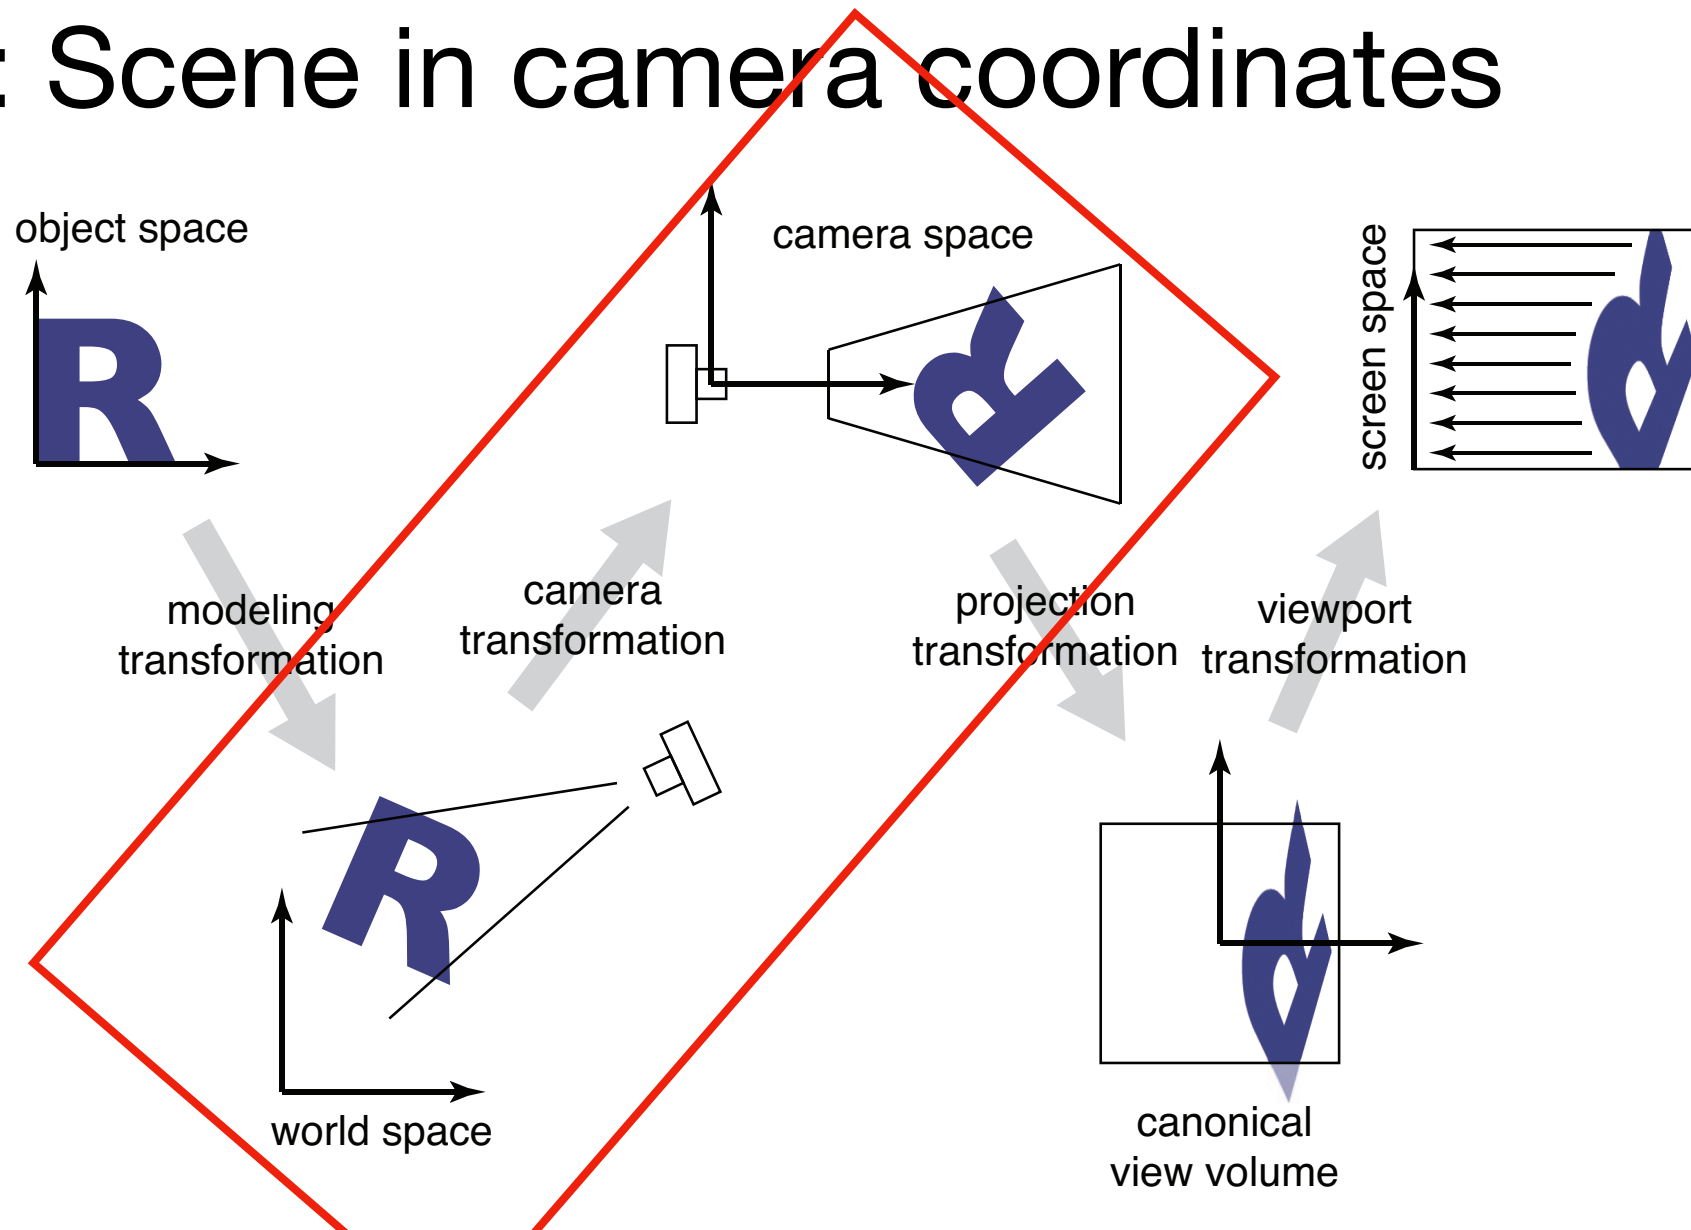 : Scene in camera coordinates
object space
camera space
screen space
modeling
transformation
camera
transformation
projection
transformation
viewport
transformation
world space
canonical
view volume